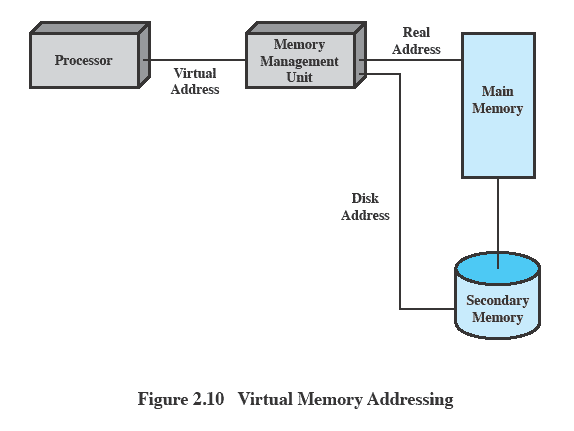 Processor
Virtual
Address
Memory
Management
Unit
Real
Address
Main
Memory
Disk
Address
Secondary
Memory
Figure 2.10 Virtual Memory Addressing